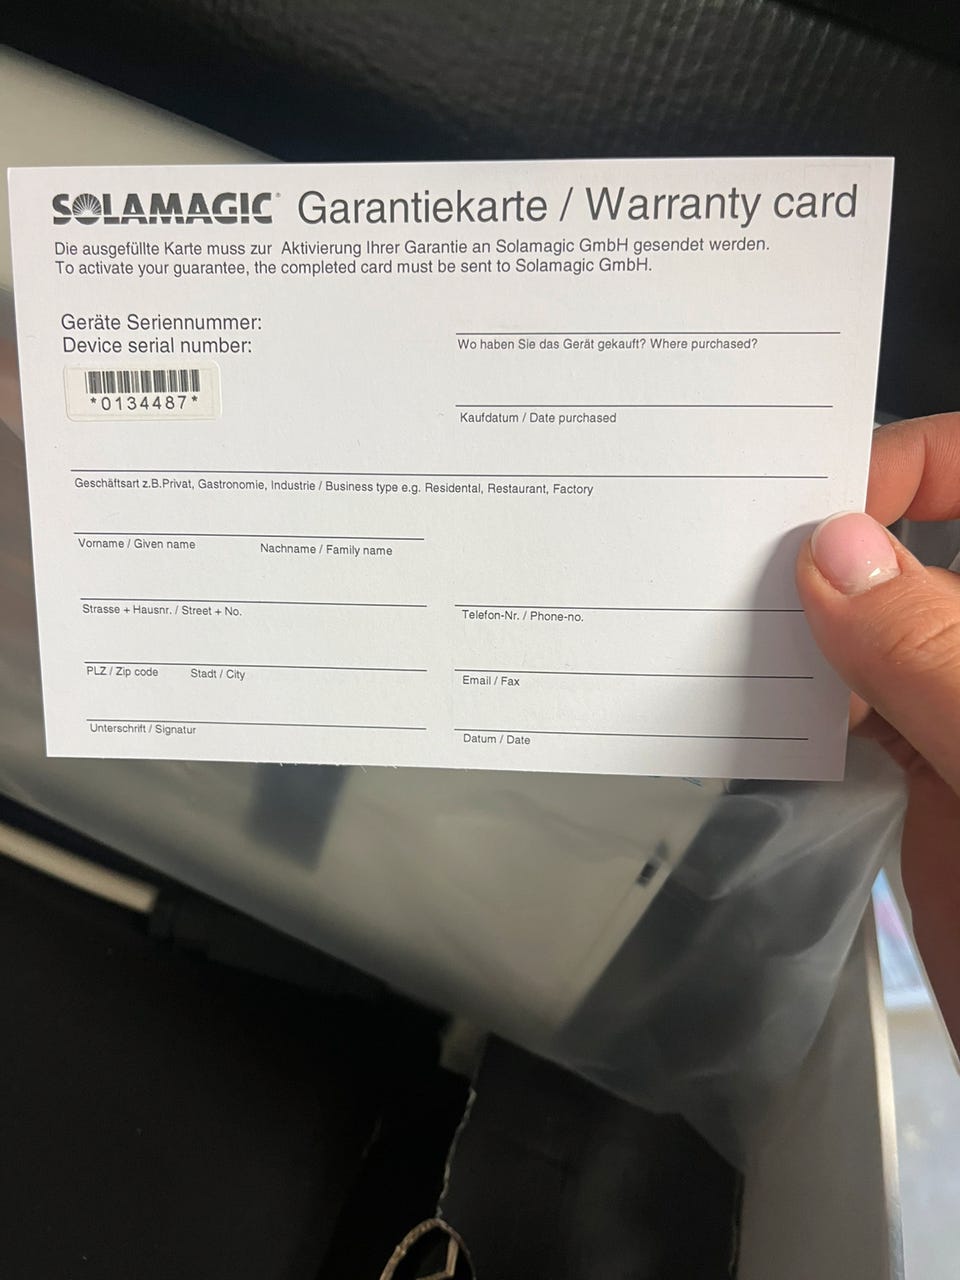 SOLAMAGIC® Garantiekarte / Warranty card
Die ausgefüllte Karte muss zur Aktivierung Ihrer Garantie an Solamagic GmbH gesendet werden.
To activate your guarantee, the completed card must be sent to Solamagic GmbH.
Geräte Seriennummer:
Device serial number:
*0134487*
Wo haben Sie das Gerät gekauft? Where purchased?
Kaufdatum / Date purchased
Geschäftsart z.B.Privat, Gastronomie, Industrie / Business type e.g. Residental, Restaurant, Factory
Vorname / Given name Nachname / Family name
Strasse + Hausnr. / Street + No.
Telefon-Nr. / Phone-no.
PLZ / Zip code Stadt / City
Email / Fax
Unterschrift / Signatur
Datum / Date